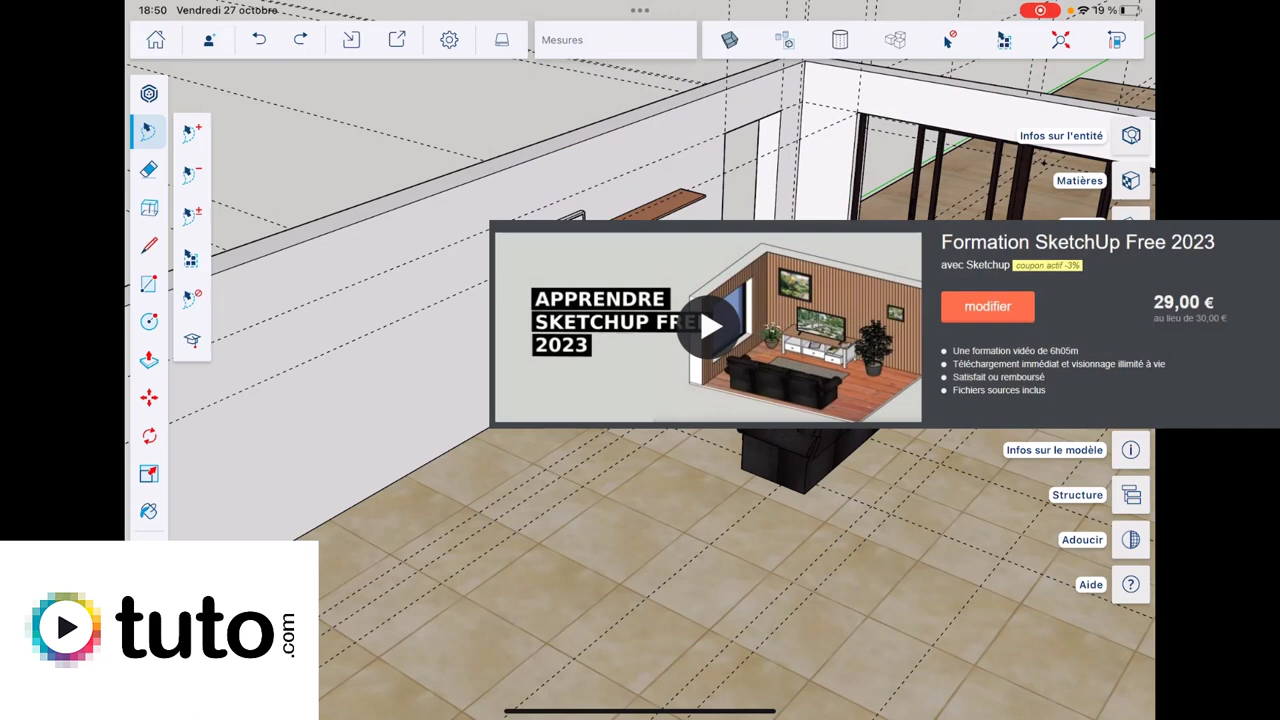 18:50 Vendredi 27 octobre
19 %
Mesures
Infos sur l'entité
Matières
Formation SketchUp Free 2023
avec Sketchup coupon actif -3%
modifier
29,00 €
au lieu de 30,00 €
Une formation vidéo de 6h05m
Téléchargement immédiat et visionnage illimité à vie
Satisfait ou remboursé
Fichiers sources inclus
APPRENDRE
SKETCHUP FREE
2023
Infos sur le modèle
Structure
Adoucir
Aide
tuto.com